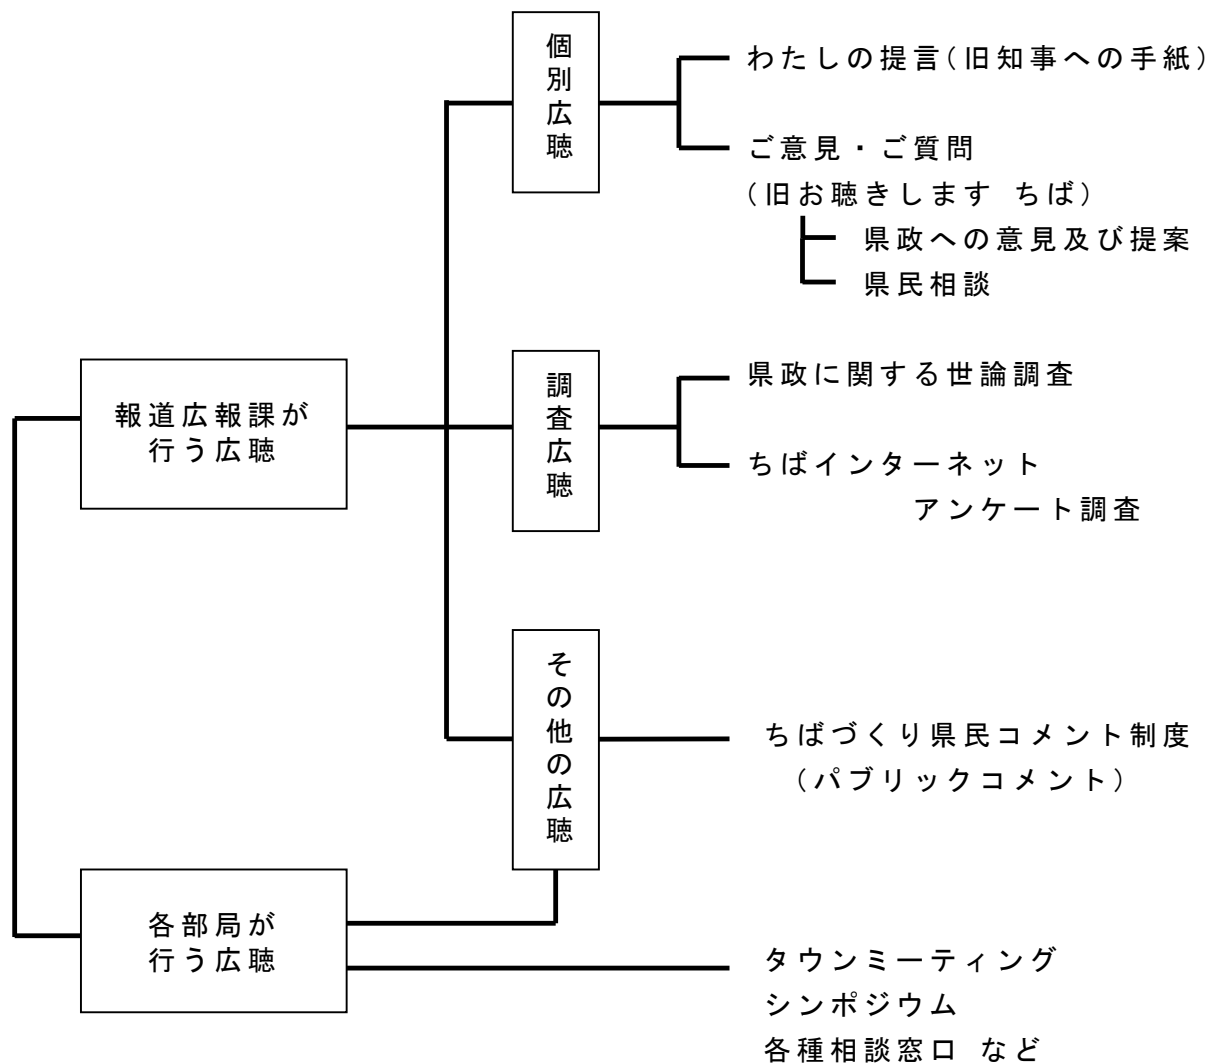 個別広聴
わたしの提言(旧知事への手紙)
ご意見・ご質問
(旧お聴きします ちば)
県政への意見及び提案
県民相談
報道広報課が
行う広聴
調査広聴
県政に関する世論調査
ちばインターネット
アンケート調査
その他の広聴
ちばづくり県民コメント制度
(パブリックコメント)
各部局が
行う広聴
タウンミーティング
シンポジウム
各種相談窓口 など